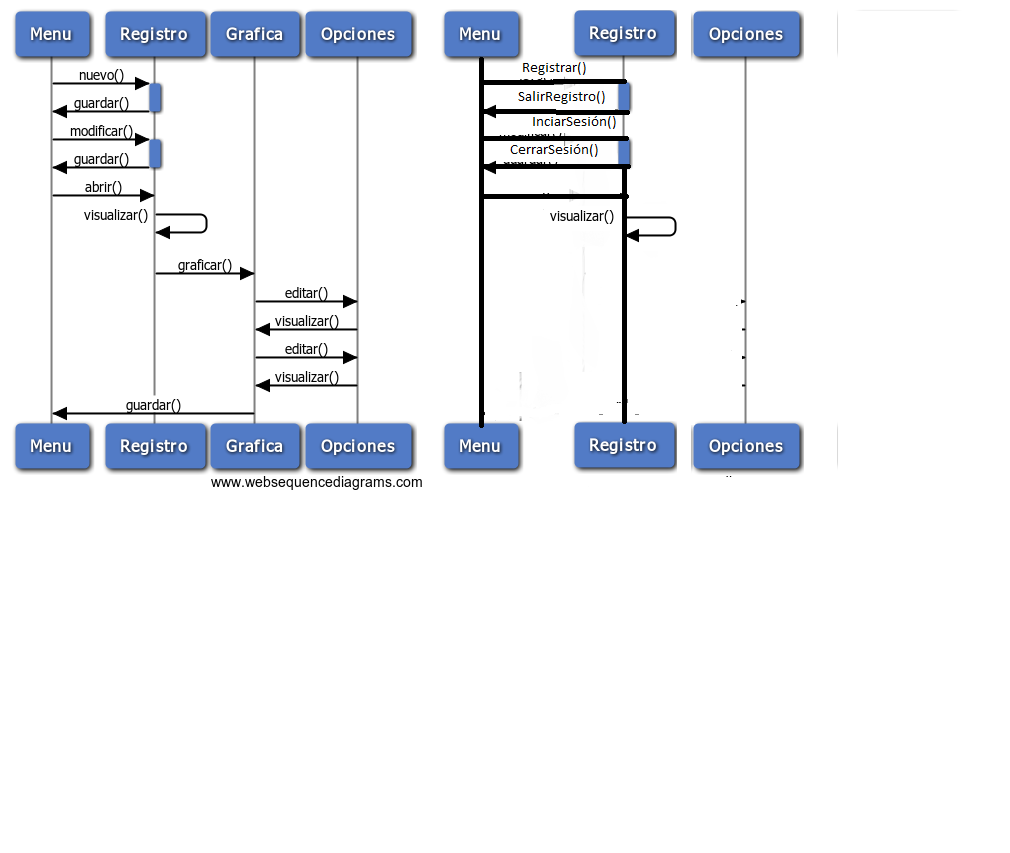 Menu Registro Grafica Opciones
nuevo()
guardar()
modificar()
guardar()
abrir()
visualizar()
graficar()
editar()
visualizar()
editar()
visualizar()
guardar()
Menu Registro Grafica Opciones
www.websequencediagrams.com
Menu Registro Opciones
Registrar()
SalirRegistro()
InciarSesión()
CerrarSesión()
visualizar()
Menu Registro Opciones